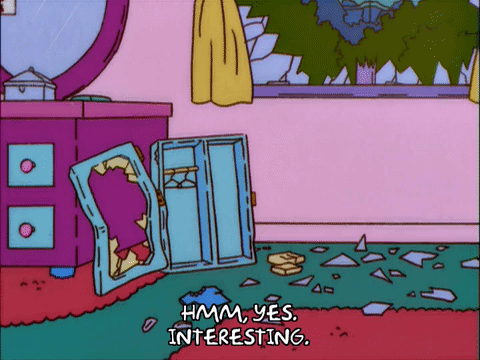 HMM, YES.
INTERESTING.